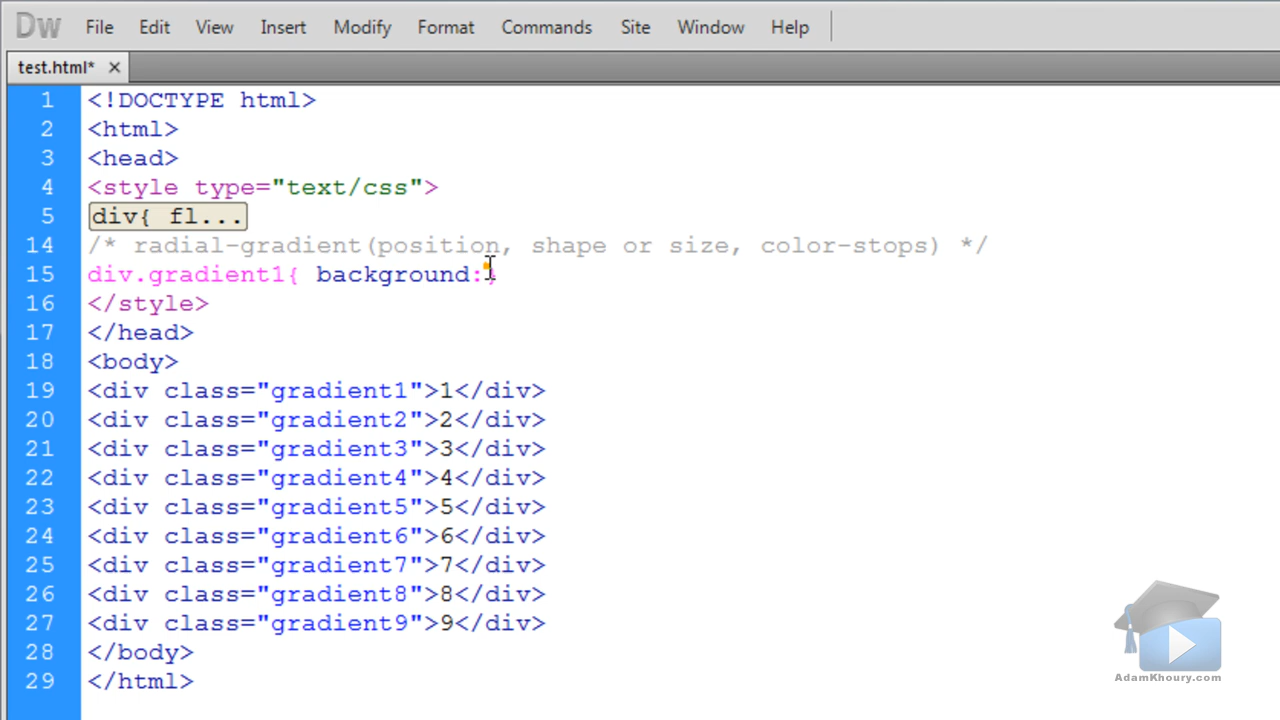 Dw File Edit View Insert Modify Format Commands Site Window Help
test.html* ×
1 <!DOCTYPE html>
2 <html>
3 <head>
4 <style type="text/css">
5 div{ fl...
14 /* radial-gradient(position, shape or size, color-stops) */
15 div.gradient1{ background:}
16 </style>
17 </head>
18 <body>
19 <div class="gradient1">1</div>
20 <div class="gradient2">2</div>
21 <div class="gradient3">3</div>
22 <div class="gradient4">4</div>
23 <div class="gradient5">5</div>
24 <div class="gradient6">6</div>
25 <div class="gradient7">7</div>
26 <div class="gradient8">8</div>
27 <div class="gradient9">9</div>
28 </body>
29 </html>
AdamKhoury.com